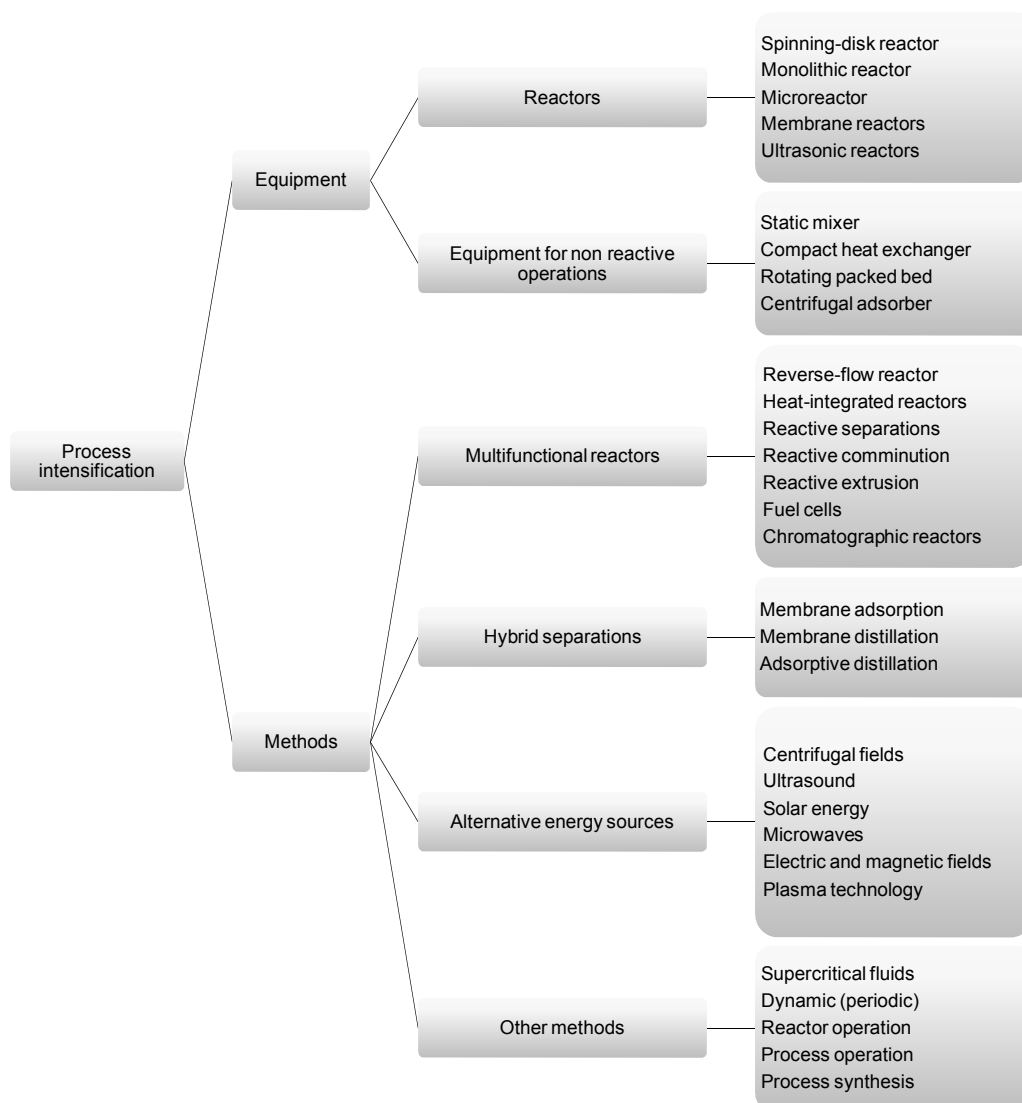 Process
intensification
Equipment
Reactors
Spinning-disk reactor
Monolithic reactor
Microreactor
Membrane reactors
Ultrasonic reactors
Equipment for non reactive
operations
Static mixer
Compact heat exchanger
Rotating packed bed
Centrifugal adsorber
Methods
Multifunctional reactors
Reverse-flow reactor
Heat-integrated reactors
Reactive separations
Reactive comminution
Reactive extrusion
Fuel cells
Chromatographic reactors
Hybrid separations
Membrane adsorption
Membrane distillation
Adsorptive distillation
Alternative energy sources
Centrifugal fields
Ultrasound
Solar energy
Microwaves
Electric and magnetic fields
Plasma technology
Other methods
Supercritical fluids
Dynamic (periodic)
Reactor operation
Process operation
Process synthesis